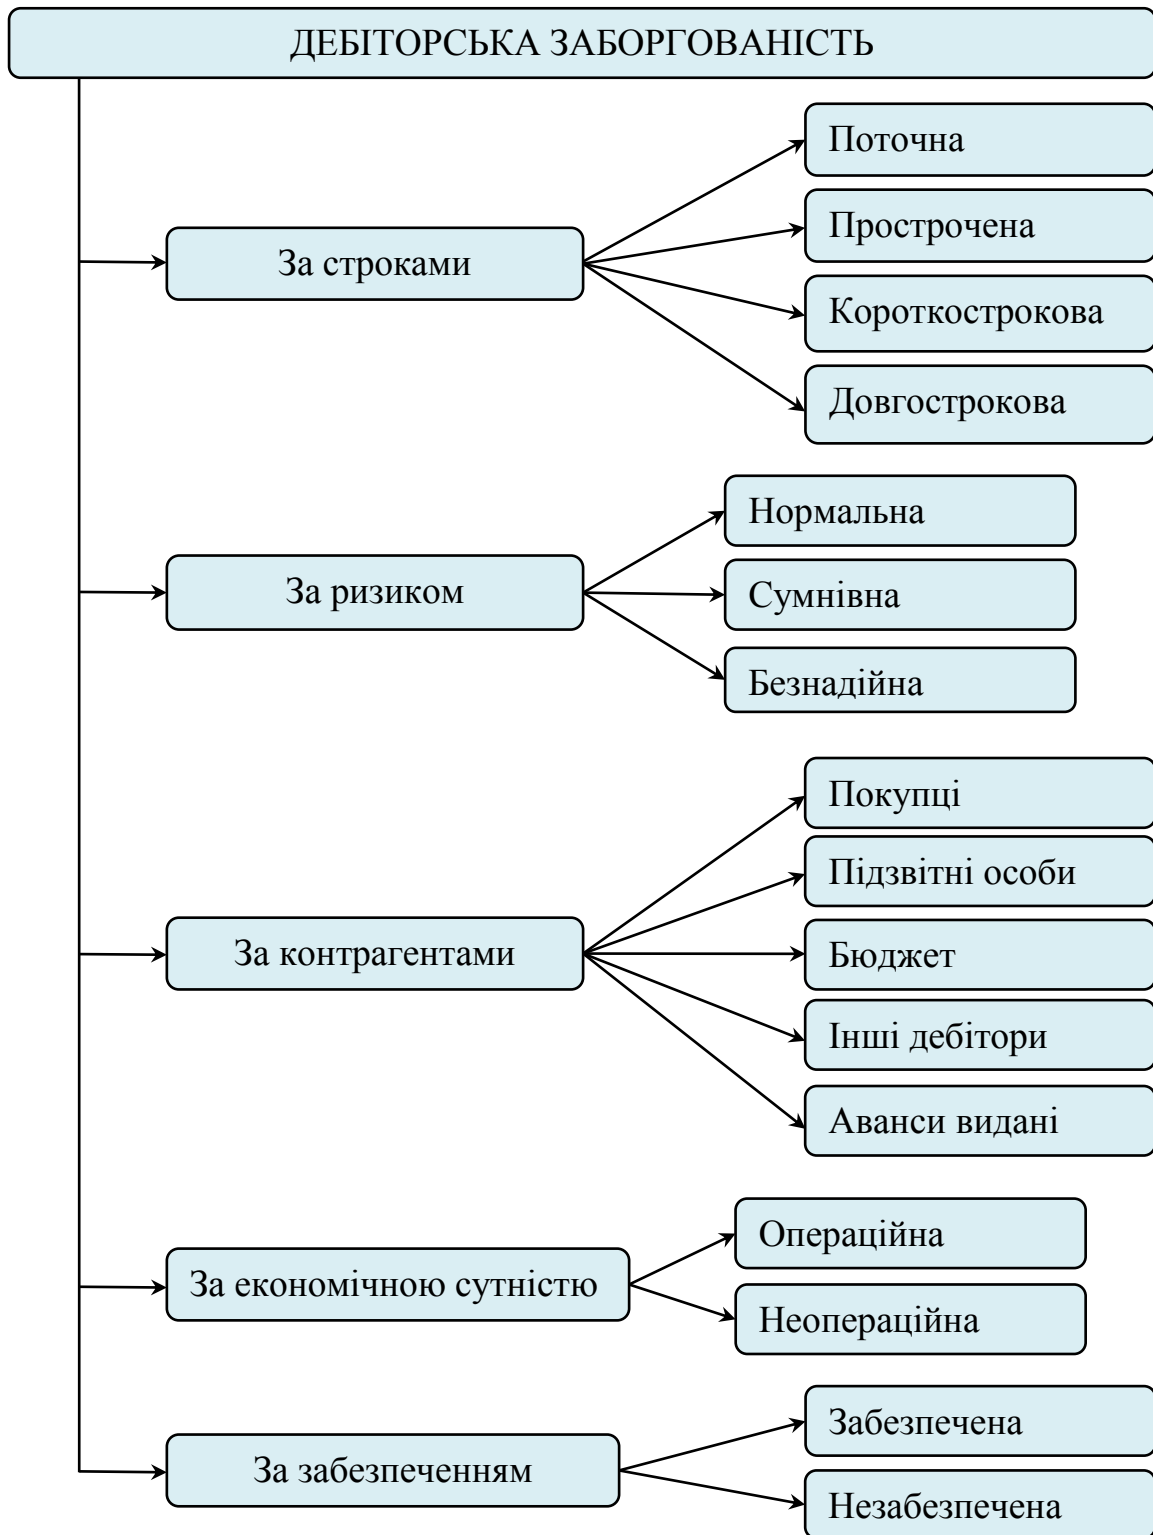 ДЕБІТОРСЬКА ЗАБОРГОВАНІСТЬ
За строками
Поточна
Прострочена
Короткострокова
Довгострокова
За ризиком
Нормальна
Сумнівна
Безнадійна
За контрагентами
Покупці
Підзвітні особи
Бюджет
Інші дебітори
Аванси видані
За економічною сутністю
Операційна
Неопераційна
За забезпеченням
Забезпечена
Незабезпечена